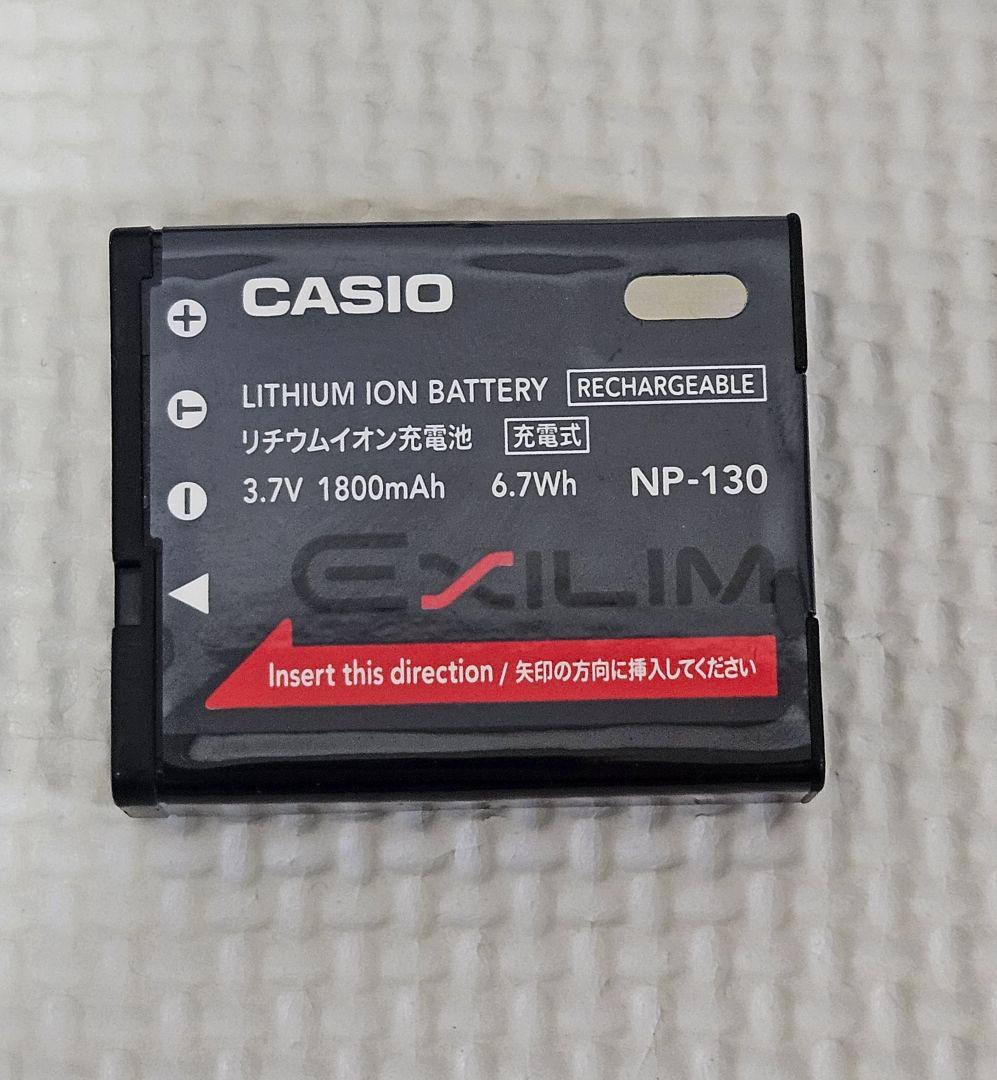 CASIO
LITHIUM ION BATTERY RECHARGEABLE
リチウムイオン充電池 充電式
3.7V 1800mAh 6.7Wh NP-130
EXILIM
Insert this direction / 矢印の方向に挿入してください
+
T
−